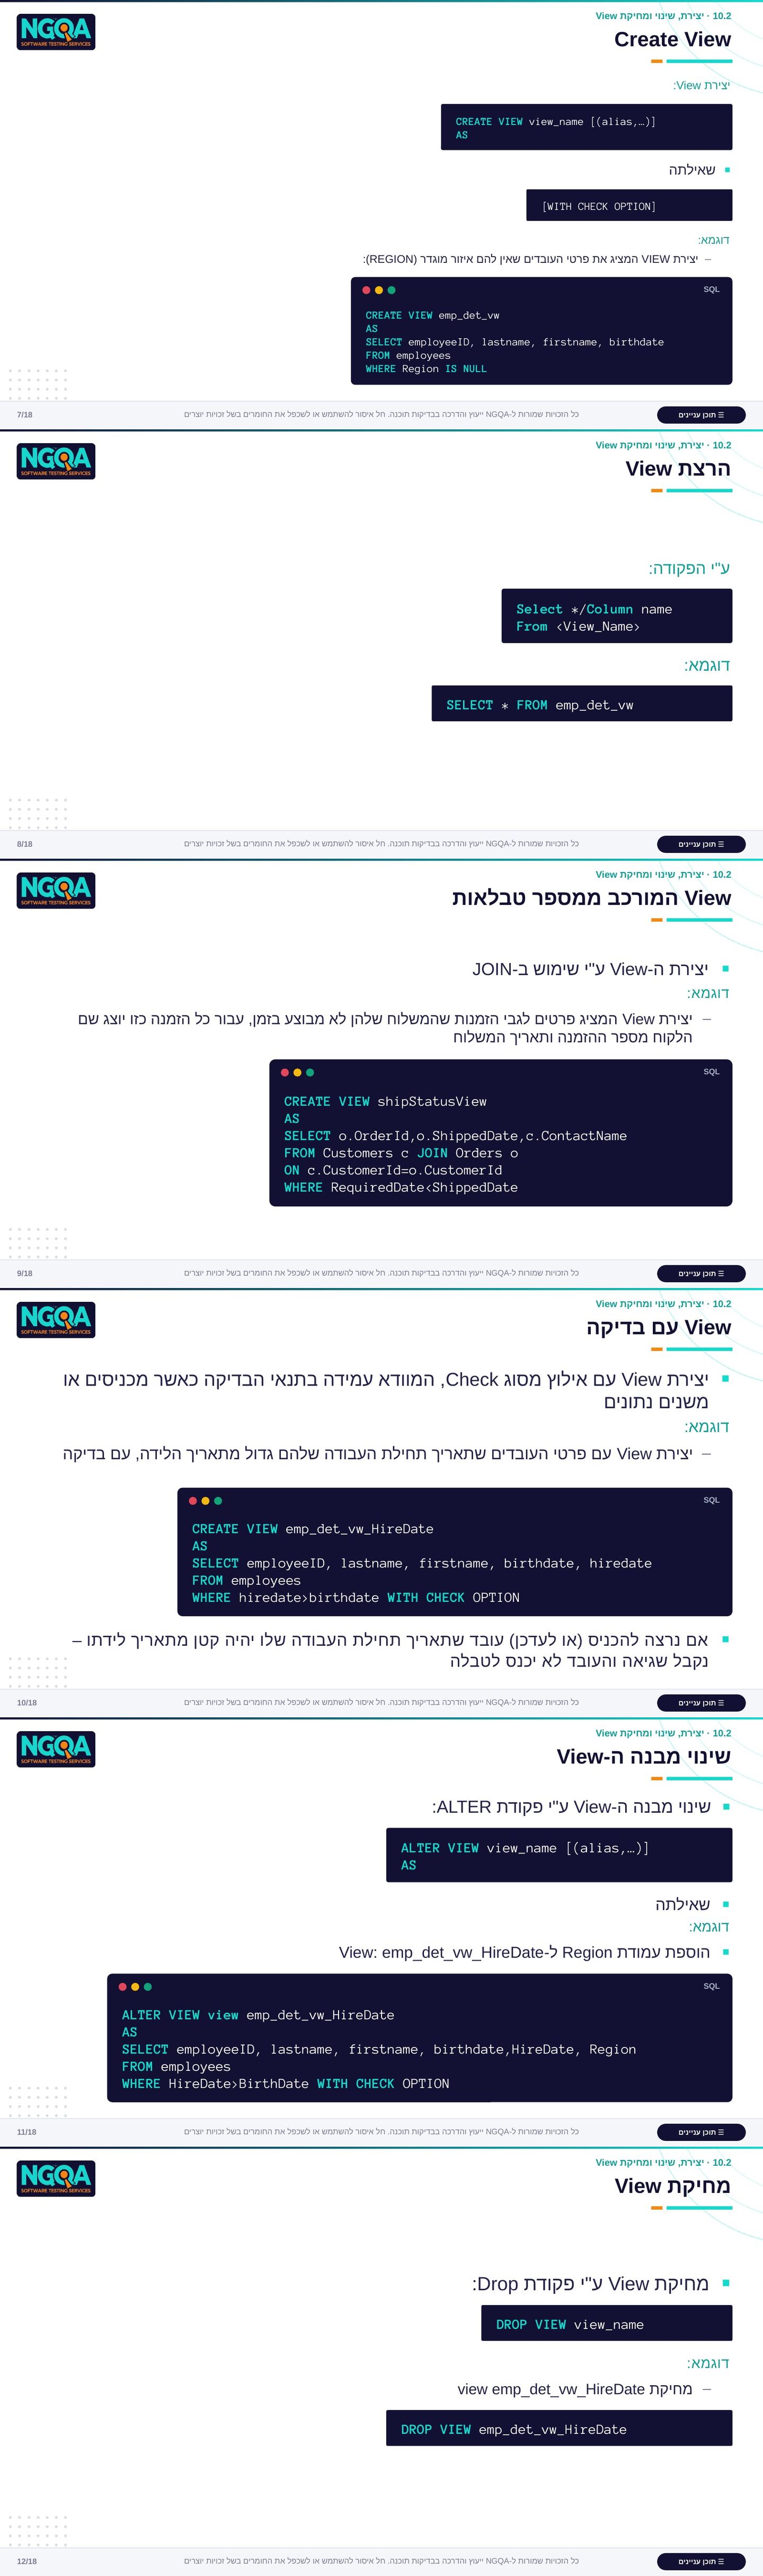 10.2 · יצירת, שינוי ומחיקת View
NGQA
SOFTWARE TESTING SERVICES
Create View
יצירת View:
CREATE VIEW view_name [(alias,…)]
AS
שאילתה
[WITH CHECK OPTION]
דוגמא:
– יצירת VIEW המציג את פרטי העובדים שאין להם איזור מוגדר (REGION):
SQL
CREATE VIEW emp_det_vw
AS
SELECT employeeID, lastname, firstname, birthdate
FROM employees
WHERE Region IS NULL
☰ תוכן עניינים
כל הזכויות שמורות ל-NGQA ייעוץ והדרכה בבדיקות תוכנה. חל איסור להשתמש או לשכפל את החומרים בשל זכויות יוצרים
7/18
10.2 · יצירת, שינוי ומחיקת View
NGQA
SOFTWARE TESTING SERVICES
הרצת View
ע"י הפקודה:
Select */Column name
From <View_Name>
דוגמא:
SELECT * FROM emp_det_vw
☰ תוכן עניינים
כל הזכויות שמורות ל-NGQA ייעוץ והדרכה בבדיקות תוכנה. חל איסור להשתמש או לשכפל את החומרים בשל זכויות יוצרים
8/18
10.2 · יצירת, שינוי ומחיקת View
NGQA
SOFTWARE TESTING SERVICES
View המורכב ממספר טבלאות
יצירת ה-View ע"י שימוש ב-JOIN
דוגמא:
– יצירת View המציג פרטים לגבי הזמנות שהמשלוח שלהן לא מבוצע בזמן, עבור כל הזמנה כזו יוצג שם
הלקוח מספר ההזמנה ותאריך המשלוח
SQL
CREATE VIEW shipStatusView
AS
SELECT o.OrderId,o.ShippedDate,c.ContactName
FROM Customers c JOIN Orders o
ON c.CustomerId=o.CustomerId
WHERE RequiredDate<ShippedDate
☰ תוכן עניינים
כל הזכויות שמורות ל-NGQA ייעוץ והדרכה בבדיקות תוכנה. חל איסור להשתמש או לשכפל את החומרים בשל זכויות יוצרים
9/18
10.2 · יצירת, שינוי ומחיקת View
NGQA
SOFTWARE TESTING SERVICES
View עם בדיקה
יצירת View עם אילוץ מסוג Check, המוודא עמידה בתנאי הבדיקה כאשר מכניסים או
משנים נתונים
דוגמא:
– יצירת View עם פרטי העובדים שתאריך תחילת העבודה שלהם גדול מתאריך הלידה, עם בדיקה
SQL
CREATE VIEW emp_det_vw_HireDate
AS
SELECT employeeID, lastname, firstname, birthdate, hiredate
FROM employees
WHERE hiredate>birthdate WITH CHECK OPTION
אם נרצה להכניס (או לעדכן) עובד שתאריך תחילת העבודה שלו יהיה קטן מתאריך לידתו –
נקבל שגיאה והעובד לא יכנס לטבלה
☰ תוכן עניינים
כל הזכויות שמורות ל-NGQA ייעוץ והדרכה בבדיקות תוכנה. חל איסור להשתמש או לשכפל את החומרים בשל זכויות יוצרים
10/18
10.2 · יצירת, שינוי ומחיקת View
NGQA
SOFTWARE TESTING SERVICES
שינוי מבנה ה-View
שינוי מבנה ה-View ע"י פקודת ALTER:
ALTER VIEW view_name [(alias,…)]
AS
שאילתה
דוגמא:
הוספת עמודת Region ל-View: emp_det_vw_HireDate
SQL
ALTER VIEW view emp_det_vw_HireDate
AS
SELECT employeeID, lastname, firstname, birthdate,HireDate, Region
FROM employees
WHERE HireDate>BirthDate WITH CHECK OPTION
☰ תוכן עניינים
כל הזכויות שמורות ל-NGQA ייעוץ והדרכה בבדיקות תוכנה. חל איסור להשתמש או לשכפל את החומרים בשל זכויות יוצרים
11/18
10.2 · יצירת, שינוי ומחיקת View
NGQA
SOFTWARE TESTING SERVICES
מחיקת View
מחיקת View ע"י פקודת Drop:
DROP VIEW view_name
דוגמא:
– מחיקת view emp_det_vw_HireDate
DROP VIEW emp_det_vw_HireDate
☰ תוכן עניינים
כל הזכויות שמורות ל-NGQA ייעוץ והדרכה בבדיקות תוכנה. חל איסור להשתמש או לשכפל את החומרים בשל זכויות יוצרים
12/18